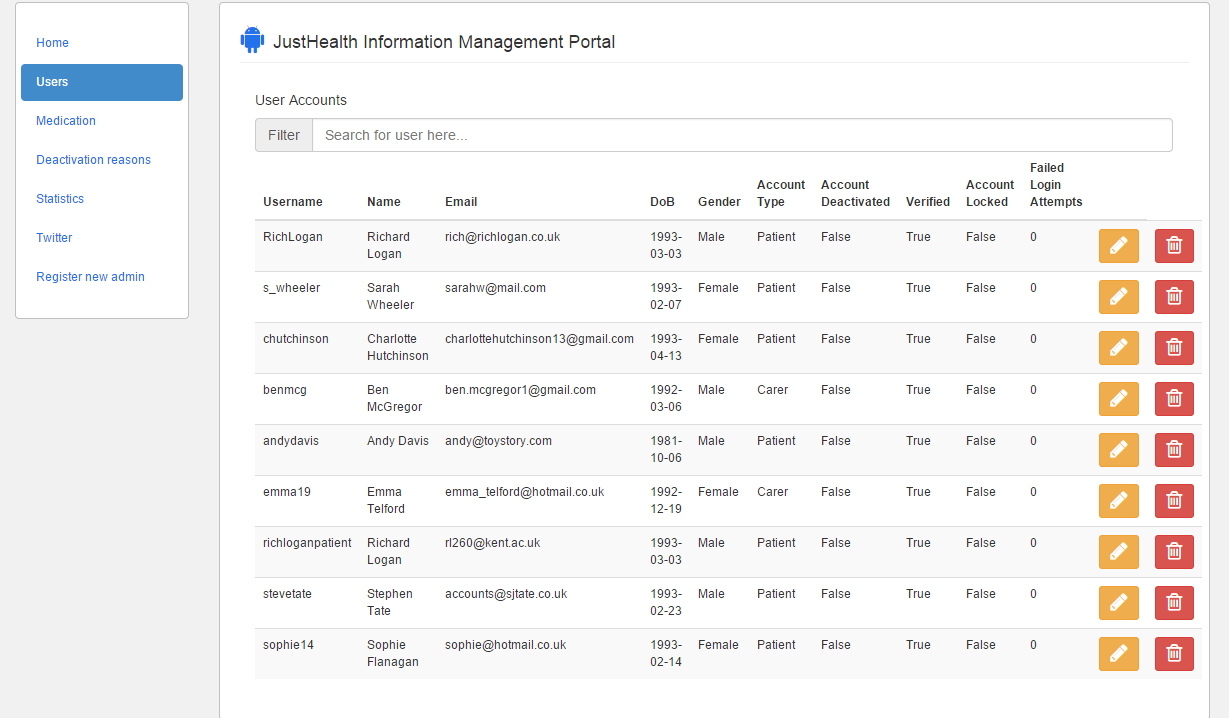 Home
Users
Medication
Deactivation reasons
Statistics
Twitter
Register new admin
JustHealth Information Management Portal
User Accounts
Filter Search for user here...
Username Name Email DoB Gender Account Type Account Deactivated Verified Account Locked Failed Login Attempts
RichLogan Richard Logan rich@richlogan.co.uk 1993-03-03 Male Patient False True False 0
s_wheeler Sarah Wheeler sarahw@mail.com 1993-02-07 Female Patient False True False 0
chutchinson Charlotte Hutchinson charlottehutchinson13@gmail.com 1993-04-13 Female Patient False True False 0
benmcg Ben McGregor ben.mcgregor1@gmail.com 1992-03-06 Male Carer False True False 0
andydavis Andy Davis andy@toystory.com 1981-10-06 Male Patient False True False 0
emma19 Emma Telford emma_telford@hotmail.co.uk 1992-12-19 Female Carer False True False 0
richloganpatient Richard Logan rl260@kent.ac.uk 1993-03-03 Male Patient False True False 0
stevetate Stephen Tate accounts@sjtate.co.uk 1993-02-23 Male Patient False True False 0
sophie14 Sophie Flanagan sophie@hotmail.co.uk 1993-02-14 Female Patient False True False 0